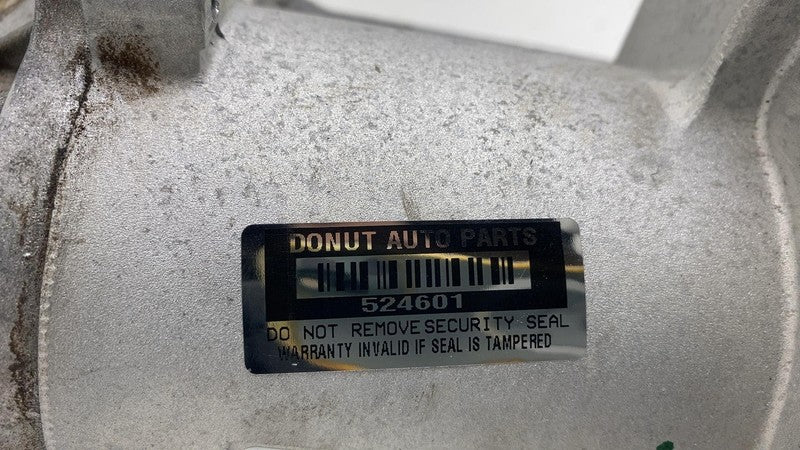 DONUT AUTO PARTS
524601
DO NOT REMOVE SECURITY SEAL
WARRANTY INVALID IF SEAL IS TAMPERED